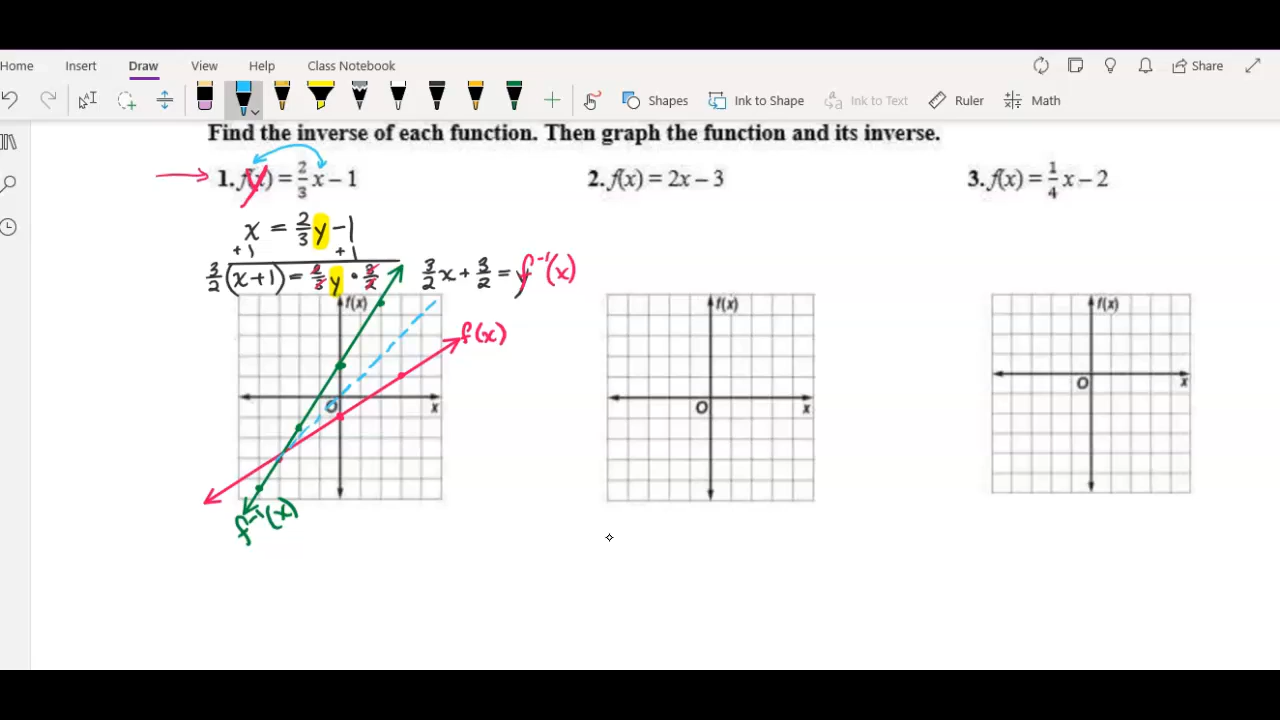 Home Insert Draw View Help Class Notebook Share
Shapes Ink to Shape Ink to Text Ruler Math
Find the inverse of each function. Then graph the function and its inverse.
1. f(x) = 2/3 x − 1
y
2. f(x) = 2x − 3
3. f(x) = 1/4 x − 2
x = 2/3 y − 1
+1 +1
3/2 (x+1) = 2/3 y · 3/2
3/2 x + 3/2 = y f⁻¹(x)
f(x)
f(x)
f(x)
f(x)
O x
O x
O x
f⁻¹(x)